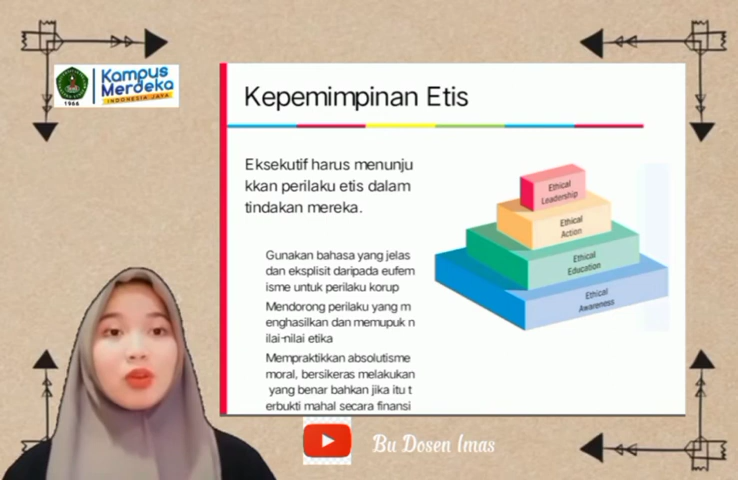 Kampus
Merdeka
INDONESIA JAYA
1966
Kepemimpinan Etis
Eksekutif harus menunju
kkan perilaku etis dalam
tindakan mereka.
Gunakan bahasa yang jelas
dan eksplisit daripada eufem
isme untuk perilaku korup
Mendorong perilaku yang m
enghasilkan dan memupuk n
ilai-nilai etika
Mempraktikkan absolutisme
moral, bersikeras melakukan
yang benar bahkan jika itu t
erbukti mahal secara finansi
Ethical
Leadership
Ethical
Action
Ethical
Education
Ethical
Awareness
Bu Dosen Imas